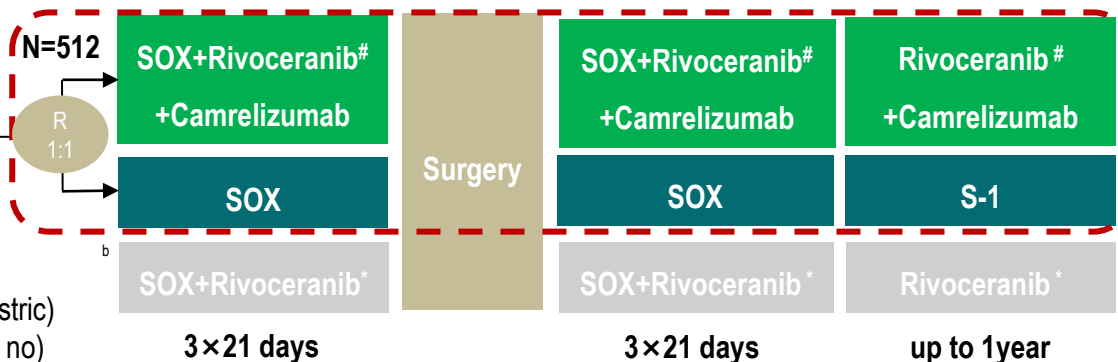 N=512
R
1:1
SOX+Rivoceranib#
+Camrelizumab
SOX
Surgery
SOX+Rivoceranib#
+Camrelizumab
SOX
Rivoceranib #
+Camrelizumab
S-1
b
SOX+Rivoceranib*
SOX+Rivoceranib *
Rivoceranib *
stric)
no)
3×21 days
3×21 days
up to 1year